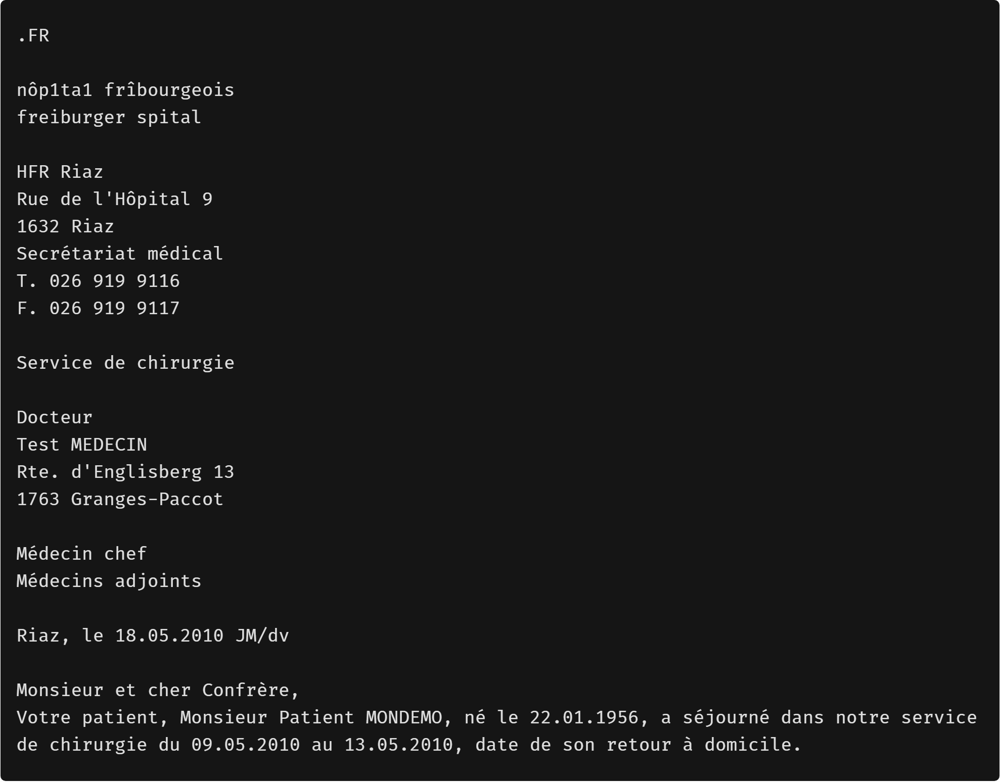 .FR
nôp1ta1 frîbourgeois
freiburger spital
HFR Riaz
Rue de l'Hôpital 9
1632 Riaz
Secrétariat médical
T. 026 919 9116
F. 026 919 9117
Service de chirurgie
Docteur
Test MEDECIN
Rte. d'Englisberg 13
1763 Granges-Paccot
Médecin chef
Médecins adjoints
Riaz, le 18.05.2010 JM/dv
Monsieur et cher Confrère,
Votre patient, Monsieur Patient MONDEMO, né le 22.01.1956, a séjourné dans notre service
de chirurgie du 09.05.2010 au 13.05.2010, date de son retour à domicile.